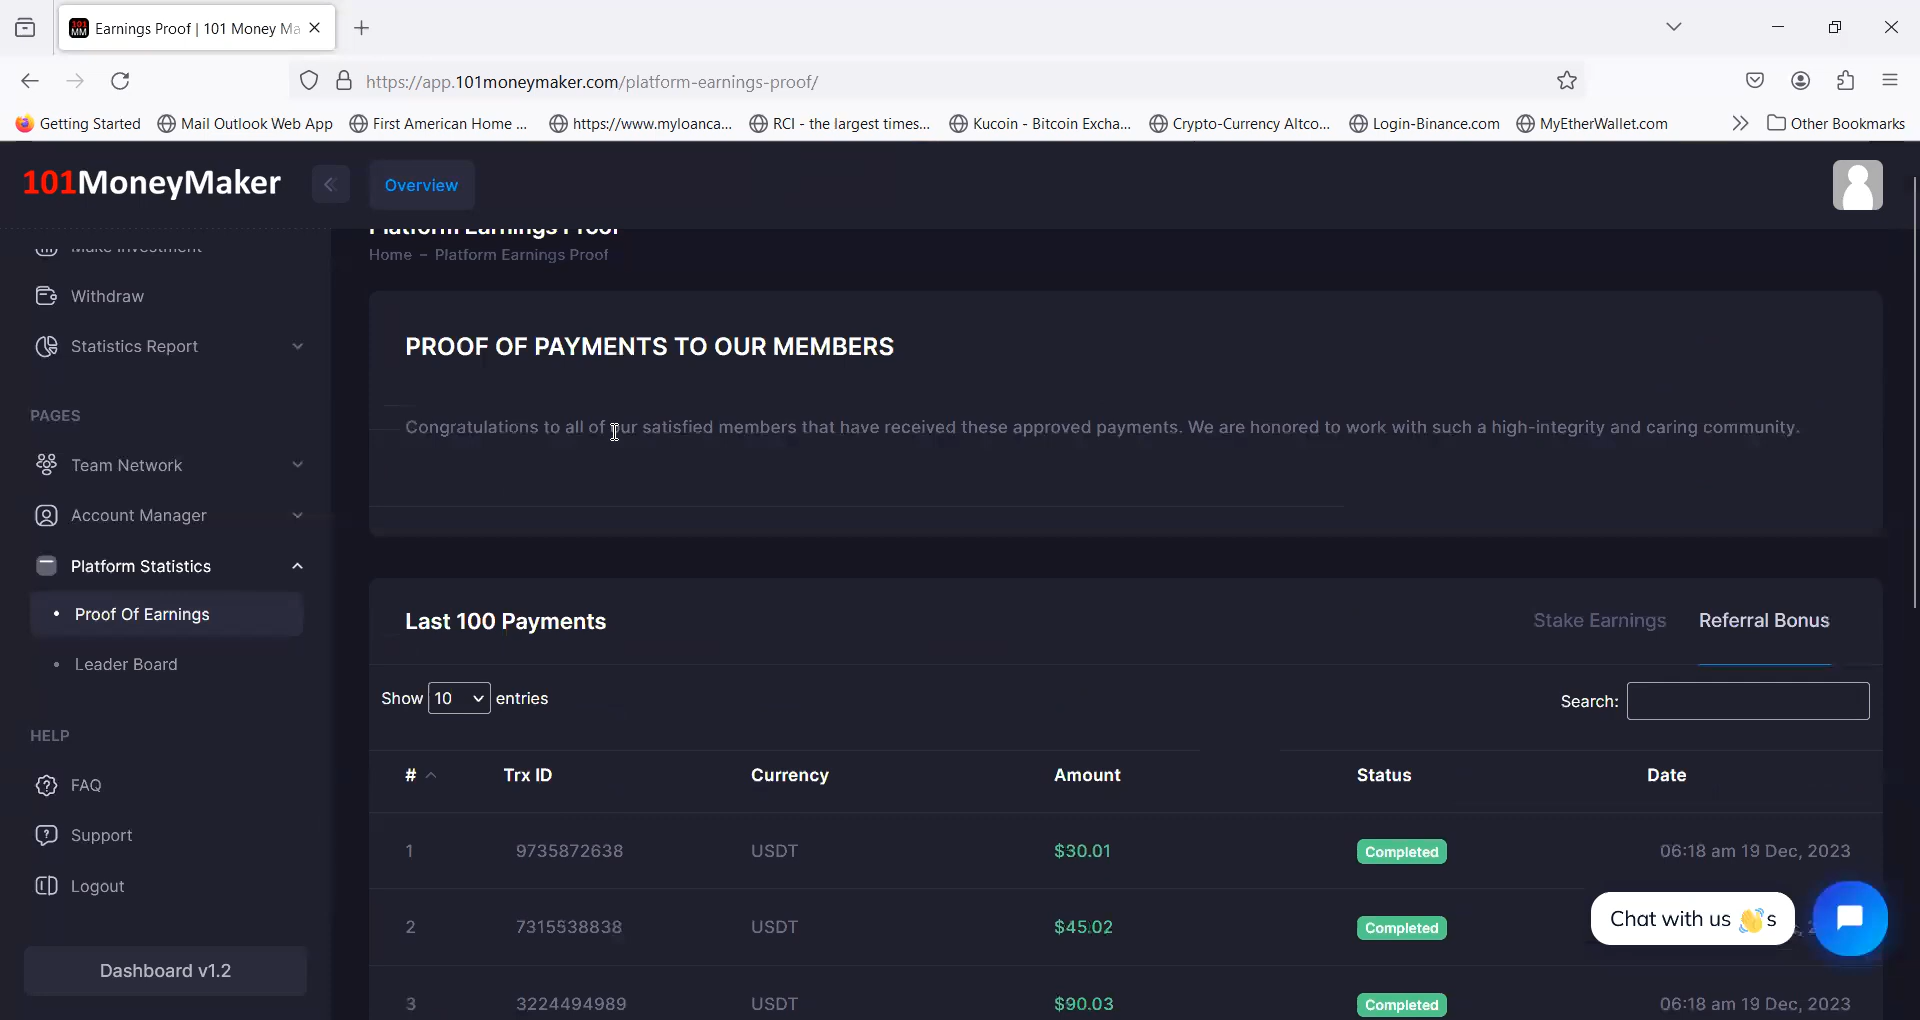 Earnings Proof | 101 Money Ma
https://app.101moneymaker.com/platform-earnings-proof/
Getting Started
Mail Outlook Web App
First American Home ...
https://www.myloanca...
RCI - the largest times...
Kucoin - Bitcoin Excha...
Crypto-Currency Altco...
Login-Binance.com
MyEtherWallet.com
Other Bookmarks
101MoneyMaker
Overview
Platform Earnings Proof
Home - Platform Earnings Proof
Make Investment
Withdraw
Statistics Report
PAGES
Team Network
Account Manager
Platform Statistics
Proof Of Earnings
Leader Board
HELP
FAQ
Support
Logout
Dashboard v1.2
PROOF OF PAYMENTS TO OUR MEMBERS
Congratulations to all of our satisfied members that have received these approved payments. We are honored to work with such a high-integrity and caring community.
Last 100 Payments
Stake Earnings
Referral Bonus
Show 10 entries
Search:
# Trx ID Currency Amount Status Date
1 9735872638 USDT $30.01 Completed 06:18 am 19 Dec, 2023
2 7315538838 USDT $45.02 Completed
3 3224494989 USDT $90.03 Completed 06:18 am 19 Dec, 2023
Chat with us 👋s